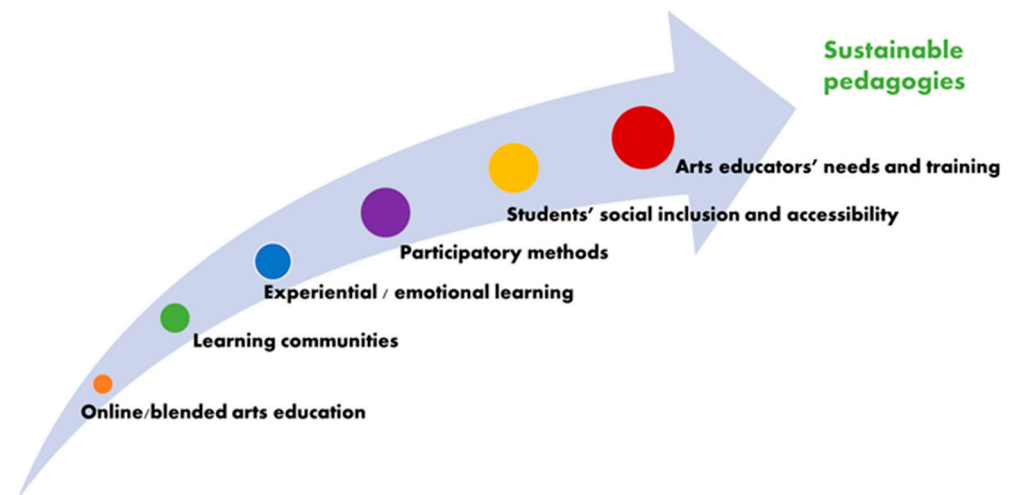 Sustainable
pedagogies
Arts educators’ needs and training
Students’ social inclusion and accessibility
Participatory methods
Experiential / emotional learning
Learning communities
Online/blended arts education